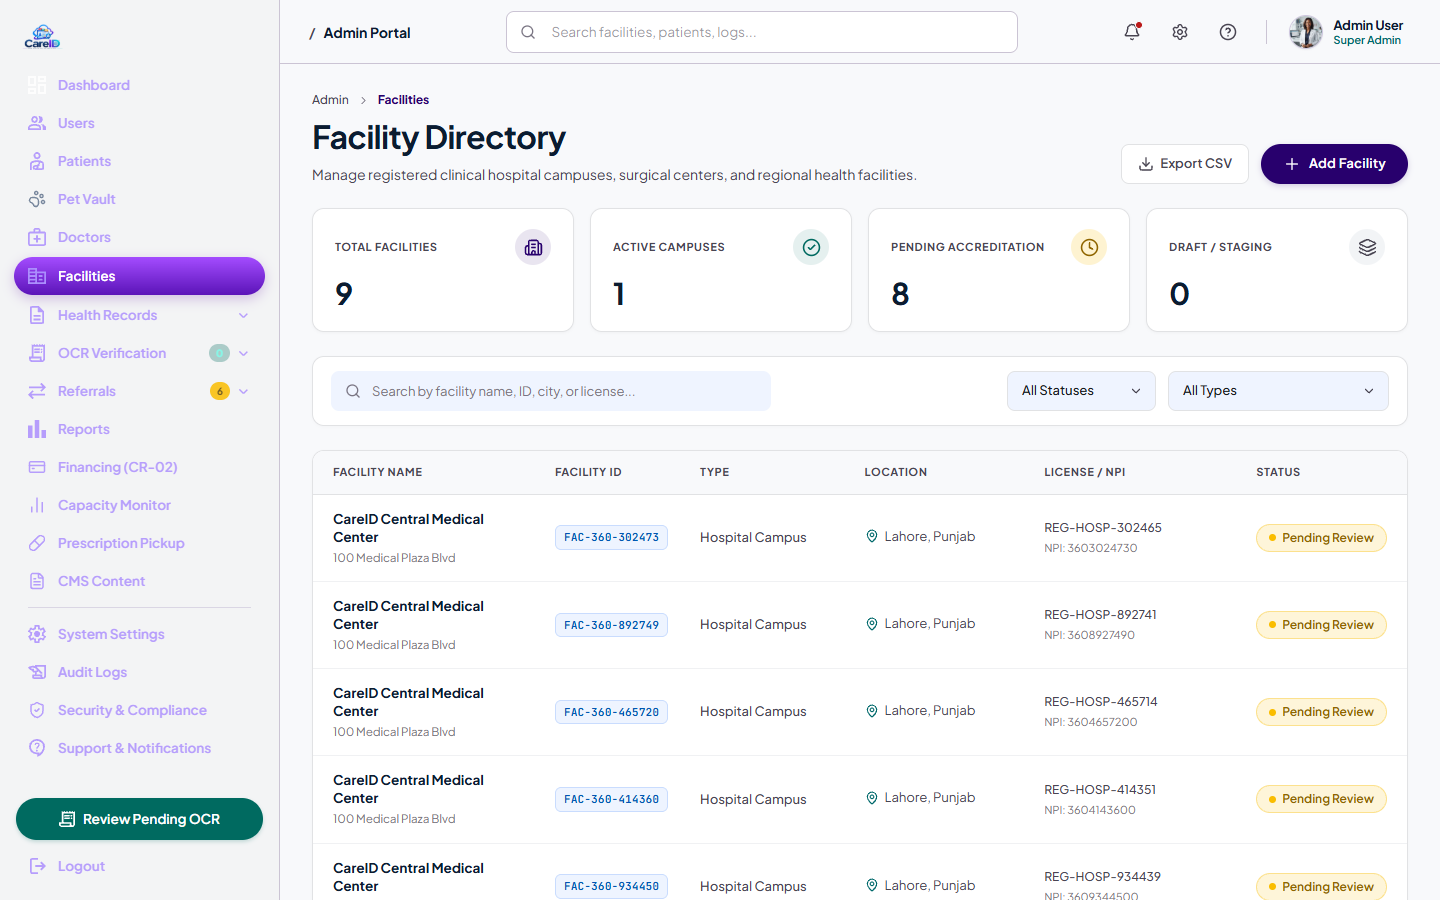 CareID
Dashboard
Users
Patients
Pet Vault
Doctors
Facilities
Health Records
OCR Verification 0
Referrals 6
Reports
Financing (CR-02)
Capacity Monitor
Prescription Pickup
CMS Content
System Settings
Audit Logs
Security & Compliance
Support & Notifications
Review Pending OCR
Logout
/ Admin Portal
Search facilities, patients, logs...
Admin User
Super Admin
Admin > Facilities
Facility Directory
Manage registered clinical hospital campuses, surgical centers, and regional health facilities.
Export CSV
+ Add Facility
TOTAL FACILITIES
9
ACTIVE CAMPUSES
1
PENDING ACCREDITATION
8
DRAFT / STAGING
0
Search by facility name, ID, city, or license...
All Statuses
All Types
FACILITY NAME FACILITY ID TYPE LOCATION LICENSE / NPI STATUS
CareID Central Medical
Center
100 Medical Plaza Blvd
FAC-360-302473
Hospital Campus
Lahore, Punjab
REG-HOSP-302465
NPI: 3603024730
Pending Review
CareID Central Medical
Center
100 Medical Plaza Blvd
FAC-360-892749
Hospital Campus
Lahore, Punjab
REG-HOSP-892741
NPI: 3608927490
Pending Review
CareID Central Medical
Center
100 Medical Plaza Blvd
FAC-360-465720
Hospital Campus
Lahore, Punjab
REG-HOSP-465714
NPI: 3604657200
Pending Review
CareID Central Medical
Center
100 Medical Plaza Blvd
FAC-360-414360
Hospital Campus
Lahore, Punjab
REG-HOSP-414351
NPI: 3604143600
Pending Review
CareID Central Medical
Center
FAC-360-934450
Hospital Campus
Lahore, Punjab
REG-HOSP-934439
NPI: 3609344500
Pending Review